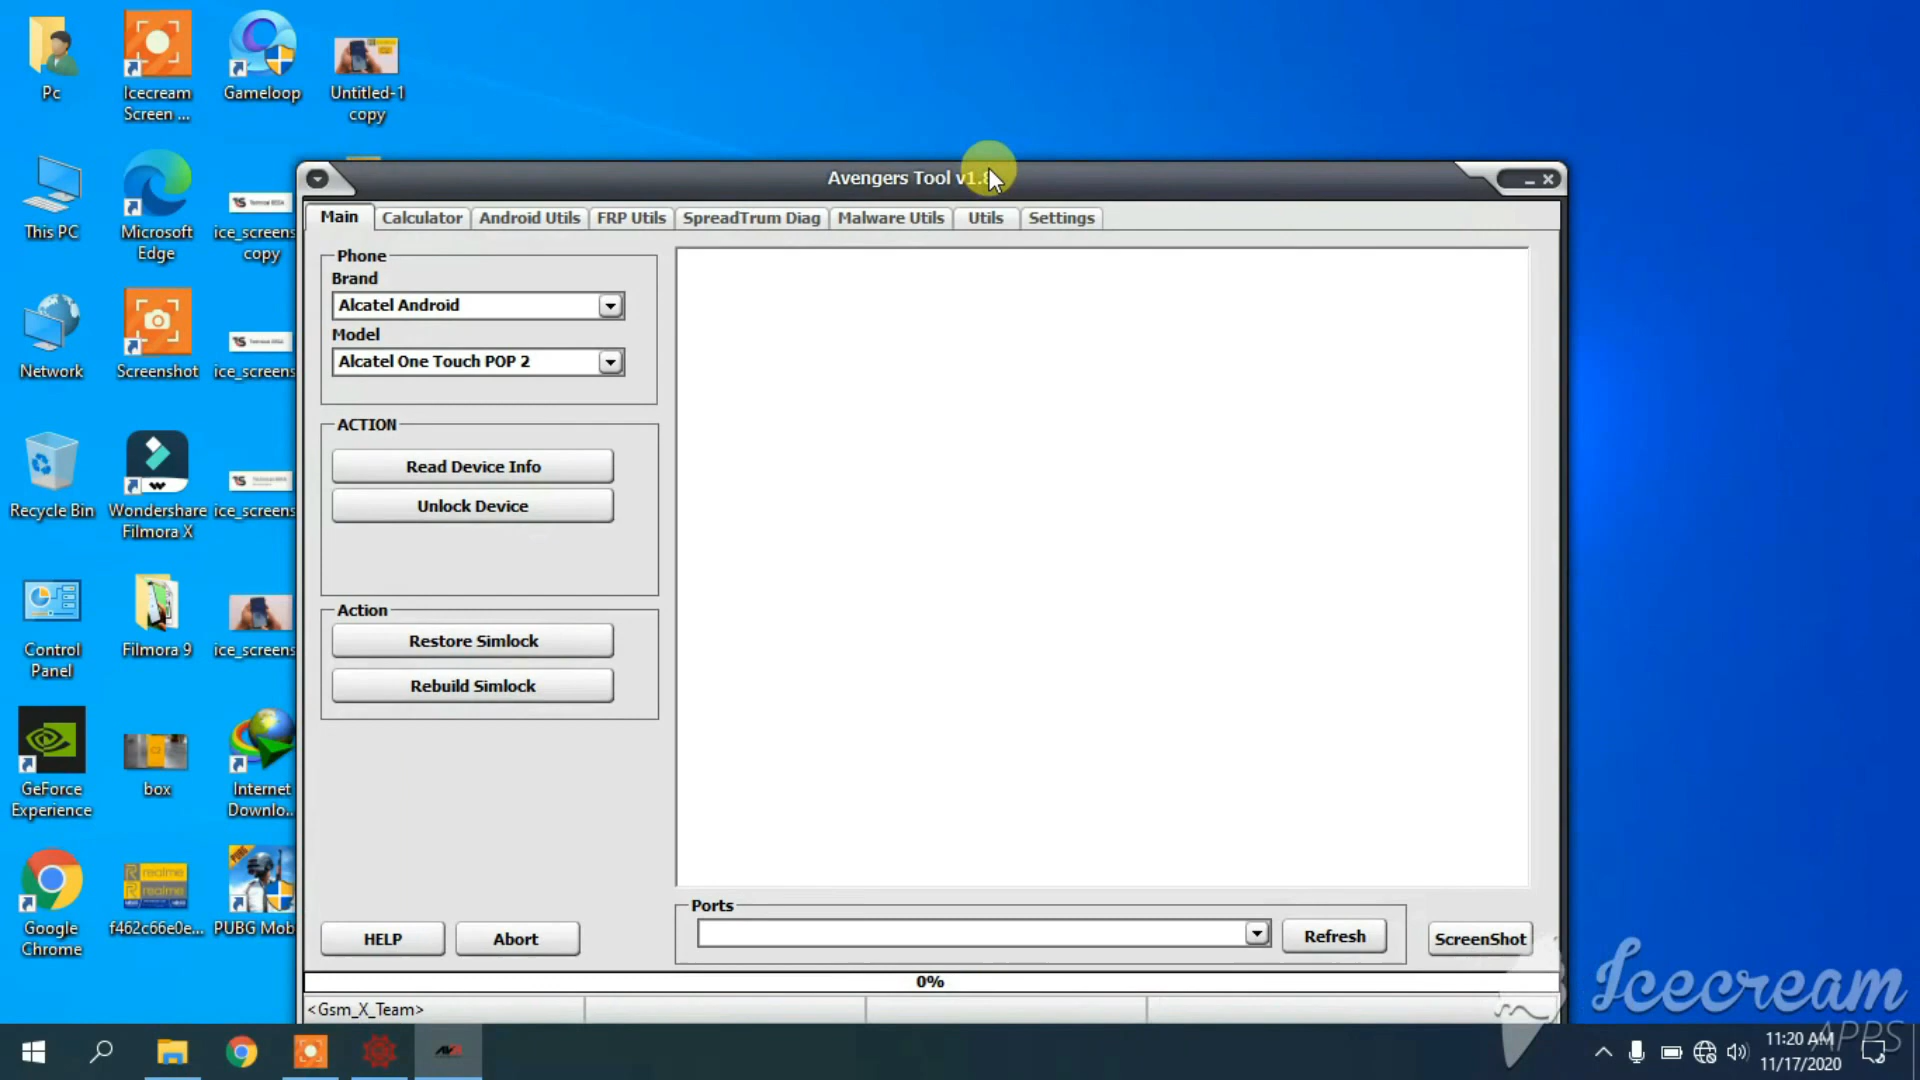 Pc
Icecream
Screen ...
Gameloop
Untitled-1
copy
This PC
Microsoft
Edge
ice_screens
copy
Network
Screenshot
ice_screens
Recycle Bin
Wondershare
Filmora X
ice_screens
Control
Panel
Filmora 9
ice_screens
GeForce
Experience
box
Internet
Downlo...
Google
Chrome
f462c66e0e...
PUBG Mob
realme
realme
Avengers Tool v1.
Main
Calculator
Android Utils
FRP Utils
SpreadTrum Diag
Malware Utils
Utils
Settings
Phone
Brand
Alcatel Android
Model
Alcatel One Touch POP 2
ACTION
Read Device Info
Unlock Device
Action
Restore Simlock
Rebuild Simlock
HELP
Abort
Ports
Refresh
ScreenShot
0%
<Gsm_X_Team>
Icecream
APPS
11:20 AM
11/17/2020